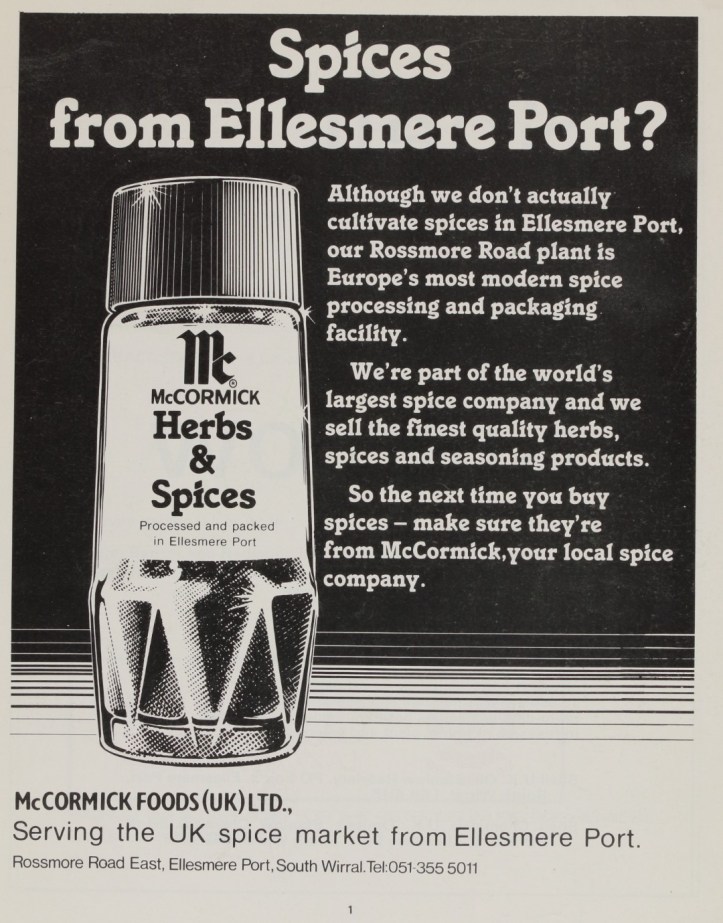 Spices
from Ellesmere Port?
Although we don't actually
cultivate spices in Ellesmere Port,
our Rossmore Road plant is
Europe's most modern spice
processing and packaging
facility.
We're part of the world's
largest spice company and we
sell the finest quality herbs,
spices and seasoning products.
So the next time you buy
spices – make sure they're
from McCormick,your local spice
company.
Mc®
McCORMICK
Herbs
&
Spices
Processed and packed
in Ellesmere Port
McCORMICK FOODS (UK) LTD.,
Serving the UK spice market from Ellesmere Port.
Rossmore Road East, Ellesmere Port, South Wirral. Tel:051-355 5011
1